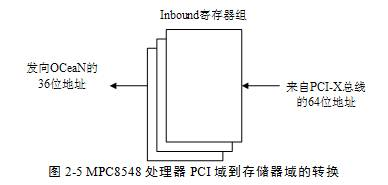 Inbound寄存器组
发向OCeaN的
36位地址
来自PCI-X总线
的64位地址
图 2-5 MPC8548 处理器 PCI 域到存储器域的转换